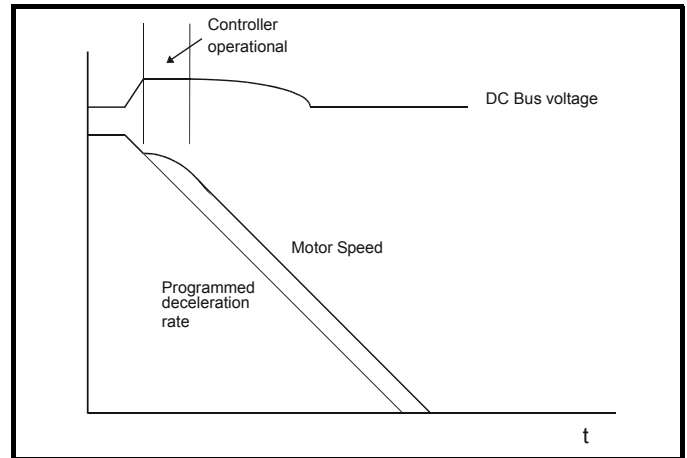 Controller
operational
DC Bus voltage
Motor Speed
Programmed
deceleration
rate
t